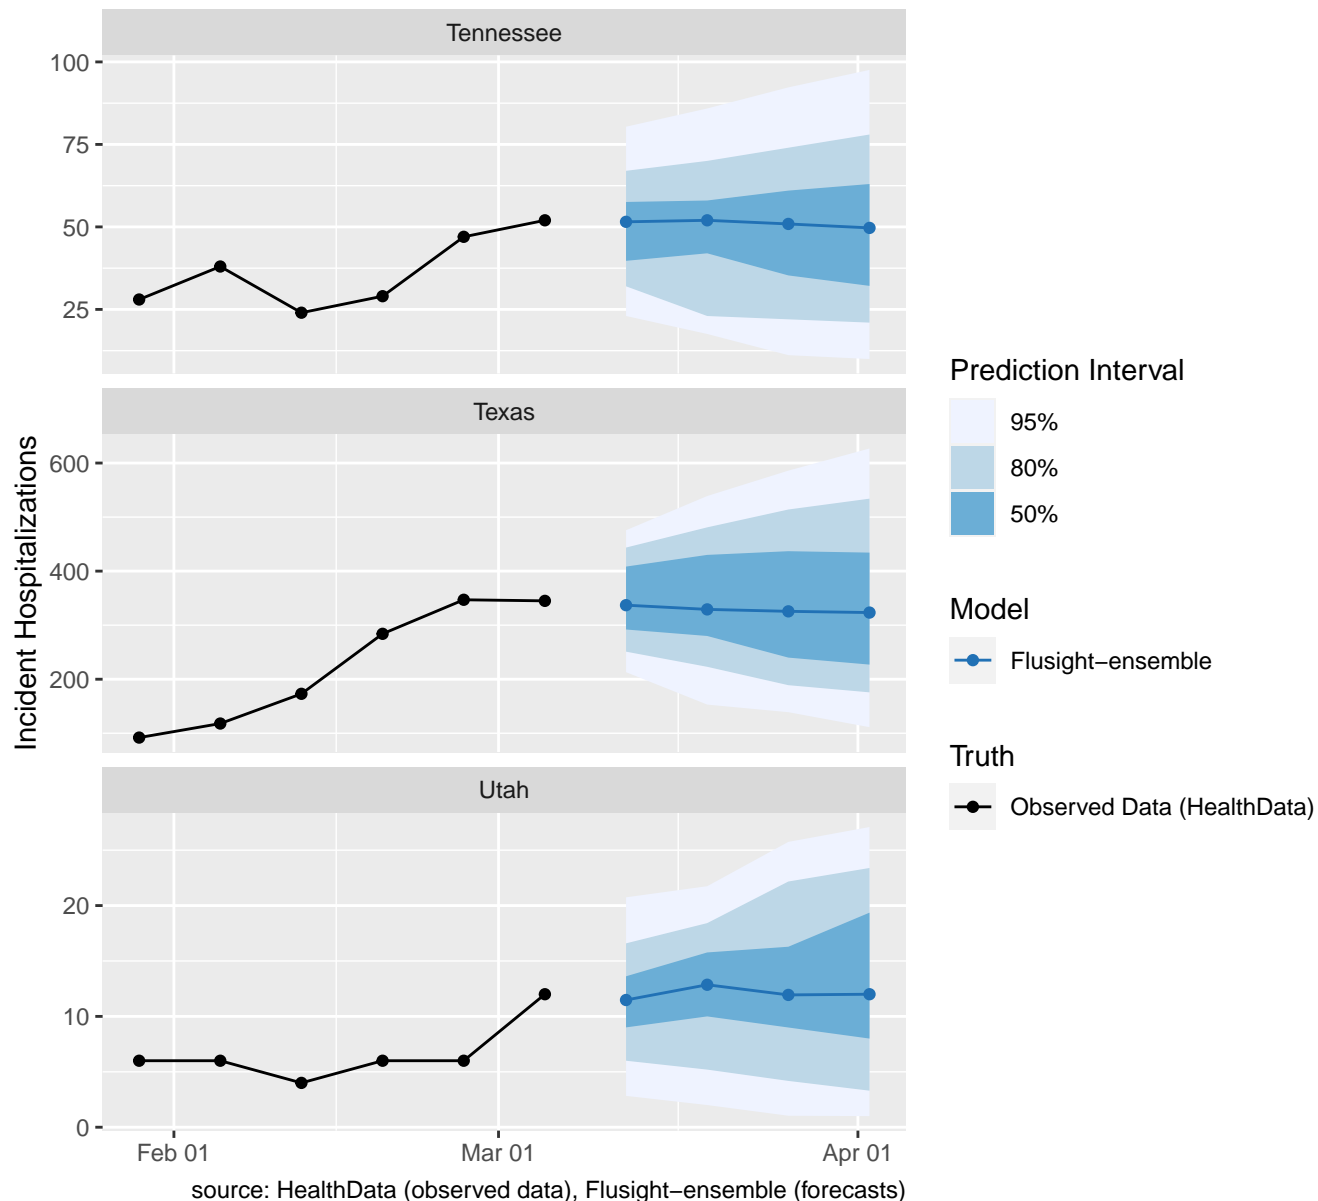 Tennessee
100
75
50
25
Texas
600
400
200
Utah
20
10
0
Feb 01
Mar 01
Apr 01
Incident Hospitalizations
source: HealthData (observed data), Flusight−ensemble (forecasts)
Prediction Interval
95%
80%
50%
Model
Flusight−ensemble
Truth
Observed Data (HealthData)